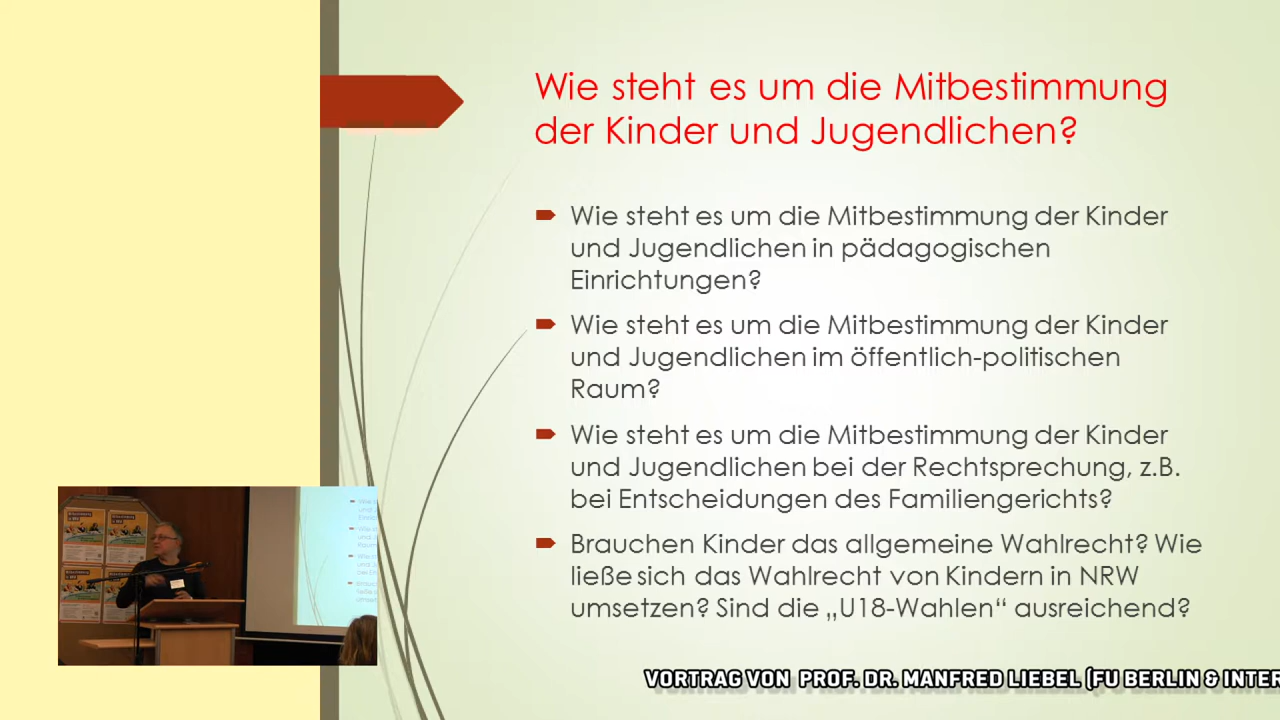 Wie steht es um die Mitbestimmung
der Kinder und Jugendlichen?
Wie steht es um die Mitbestimmung der Kinder
und Jugendlichen in pädagogischen
Einrichtungen?
Wie steht es um die Mitbestimmung der Kinder
und Jugendlichen im öffentlich-politischen
Raum?
Wie steht es um die Mitbestimmung der Kinder
und Jugendlichen bei der Rechtsprechung, z.B.
bei Entscheidungen des Familiengerichts?
Brauchen Kinder das allgemeine Wahlrecht? Wie
ließe sich das Wahlrecht von Kindern in NRW
umsetzen? Sind die „U18-Wahlen“ ausreichend?
VORTRAG VON PROF. DR. MANFRED LIEBEL (FU BERLIN & INTER